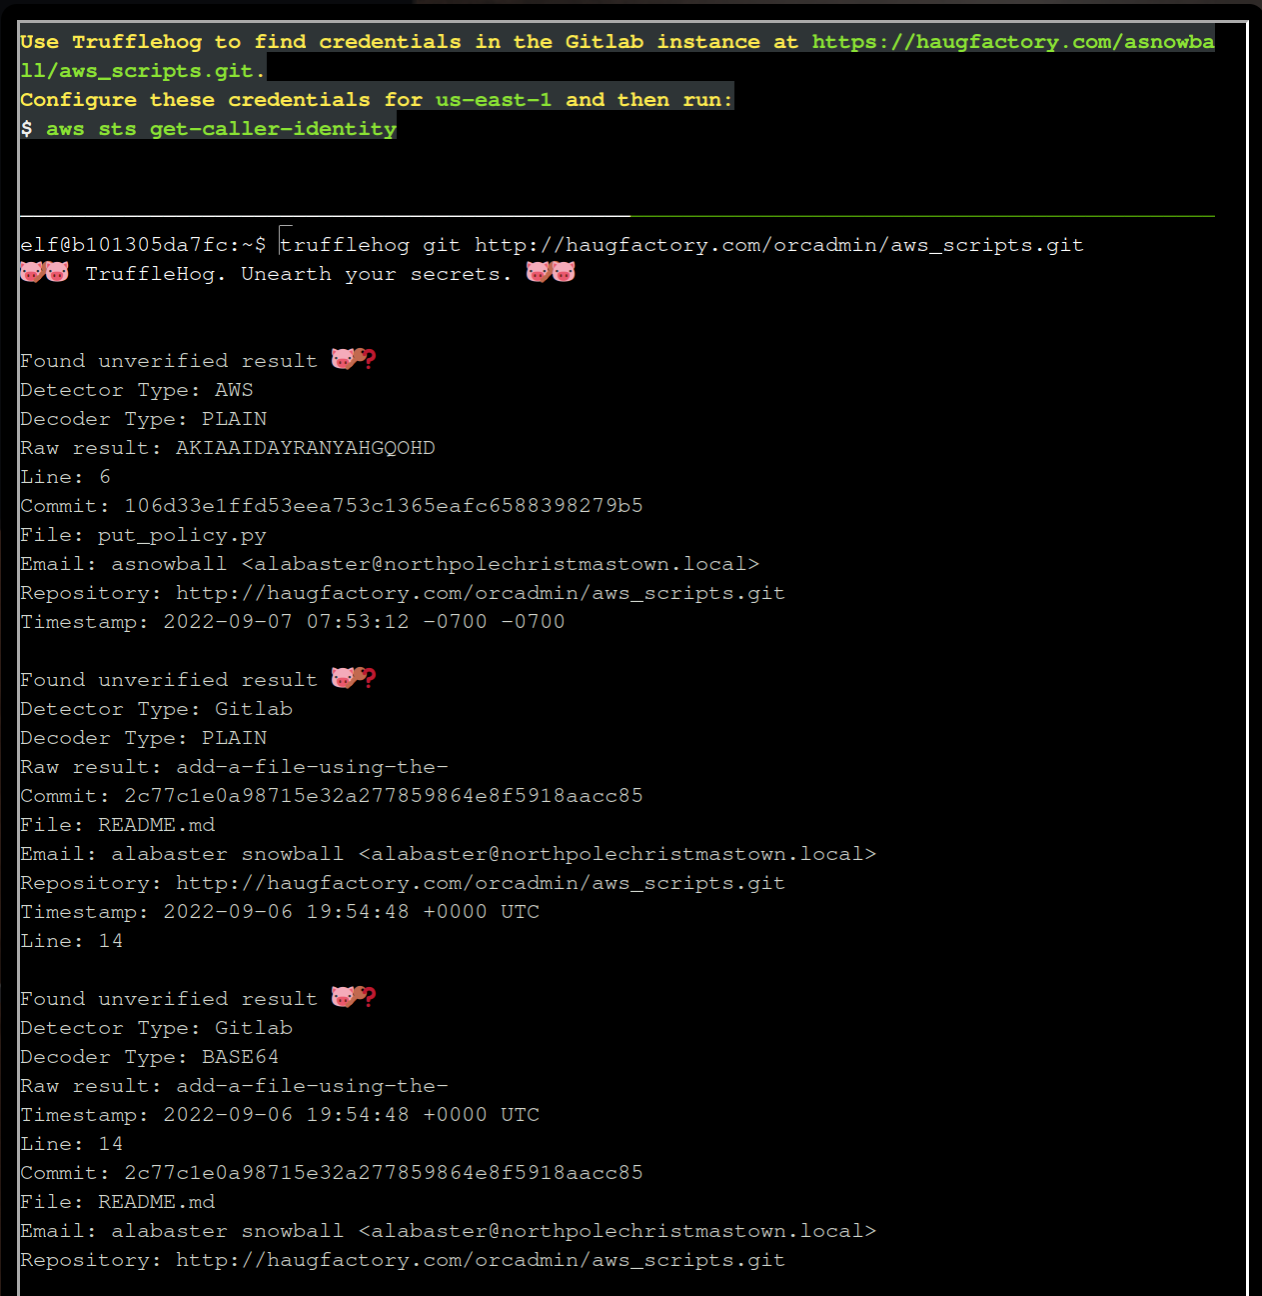 Use Trufflehog to find credentials in the Gitlab instance at https://haugfactory.com/asnowba
ll/aws_scripts.git.
Configure these credentials for us-east-1 and then run:
$ aws sts get-caller-identity
elf@b101305da7fc:~$ trufflehog git http://haugfactory.com/orcadmin/aws_scripts.git
🐷🔑🐷 TruffleHog. Unearth your secrets. 🐷🔑🐷
Found unverified result 🐷🔑❓
Detector Type: AWS
Decoder Type: PLAIN
Raw result: AKIAAIDAYRANYAHGQOHD
Line: 6
Commit: 106d33e1ffd53eea753c1365eafc6588398279b5
File: put_policy.py
Email: asnowball <alabaster@northpolechristmastown.local>
Repository: http://haugfactory.com/orcadmin/aws_scripts.git
Timestamp: 2022-09-07 07:53:12 -0700 -0700
Found unverified result 🐷🔑❓
Detector Type: Gitlab
Decoder Type: PLAIN
Raw result: add-a-file-using-the-
Commit: 2c77c1e0a98715e32a277859864e8f5918aacc85
File: README.md
Email: alabaster snowball <alabaster@northpolechristmastown.local>
Repository: http://haugfactory.com/orcadmin/aws_scripts.git
Timestamp: 2022-09-06 19:54:48 +0000 UTC
Line: 14
Found unverified result 🐷🔑❓
Detector Type: Gitlab
Decoder Type: BASE64
Raw result: add-a-file-using-the-
Timestamp: 2022-09-06 19:54:48 +0000 UTC
Line: 14
Commit: 2c77c1e0a98715e32a277859864e8f5918aacc85
File: README.md
Email: alabaster snowball <alabaster@northpolechristmastown.local>
Repository: http://haugfactory.com/orcadmin/aws_scripts.git